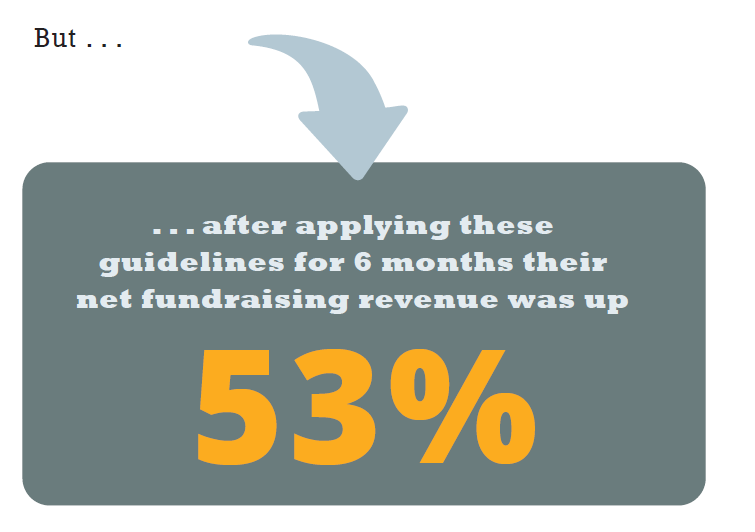 But . . .
. . . after applying these
guidelines for 6 months their
net fundraising revenue was up
53%